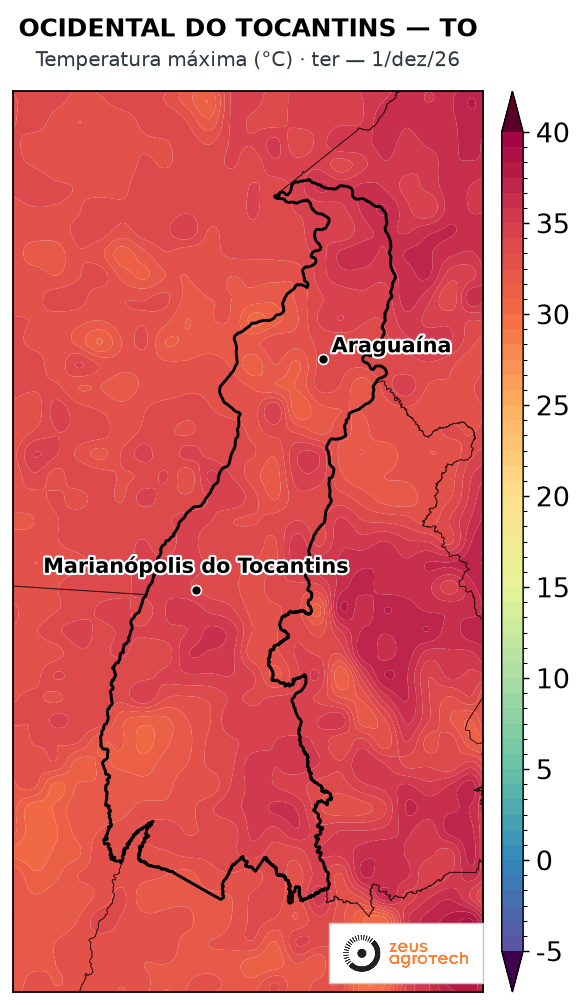 OCIDENTAL DO TOCANTINS — TO
Temperatura máxima (°C) · ter — 1/dez/26
40
35
Araguaína
30
25
20
Marianópolis do Tocantins
15
10
5
0
-5
zeus
agrotech